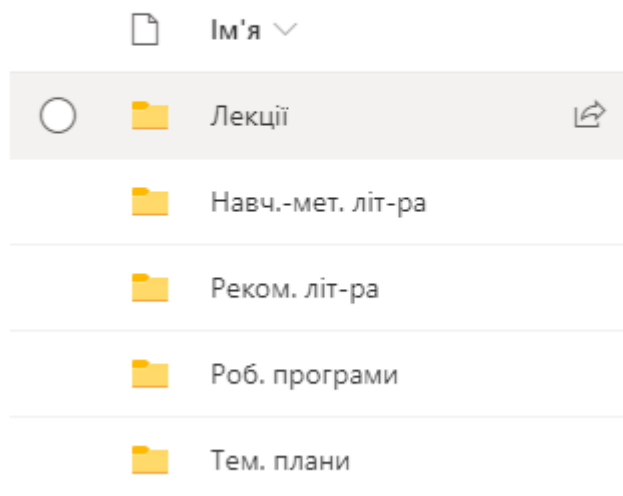 Ім'я
Лекції
Навч.-мет. літ-ра
Реком. літ-ра
Роб. програми
Тем. плани